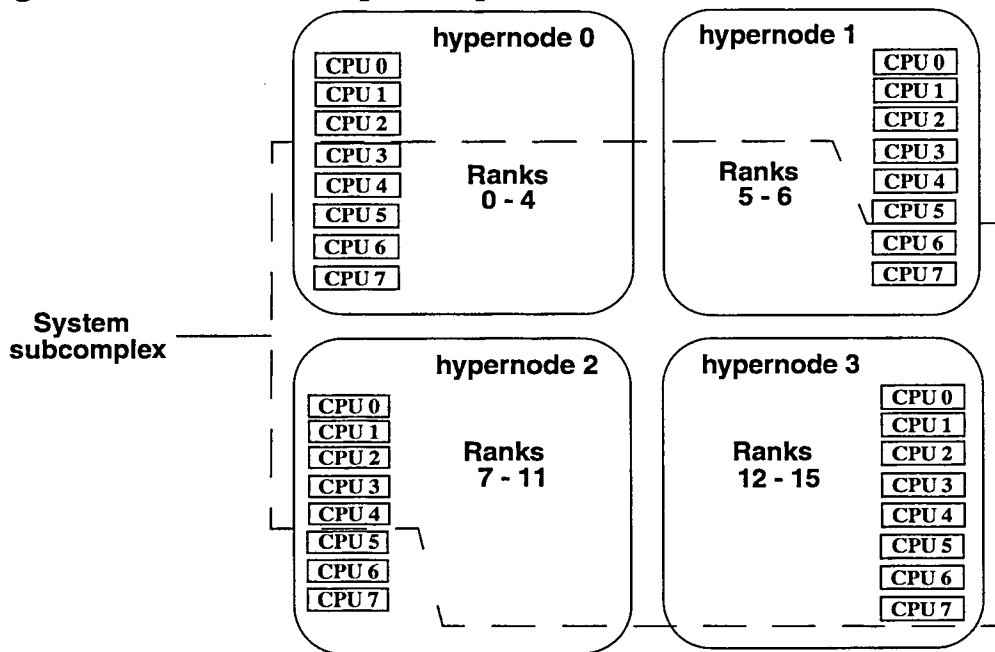 hypernode 0
CPU 0
CPU 1
CPU 2
CPU 3
CPU 4
CPU 5
CPU 6
CPU 7
Ranks
0 - 4
hypernode 1
Ranks
5 - 6
CPU 0
CPU 1
CPU 2
CPU 3
CPU 4
CPU 5
CPU 6
CPU 7
System
subcomplex
hypernode 2
CPU 0
CPU 1
CPU 2
CPU 3
CPU 4
CPU 5
CPU 6
CPU 7
Ranks
7 - 11
hypernode 3
Ranks
12 - 15
CPU 0
CPU 1
CPU 2
CPU 3
CPU 4
CPU 5
CPU 6
CPU 7